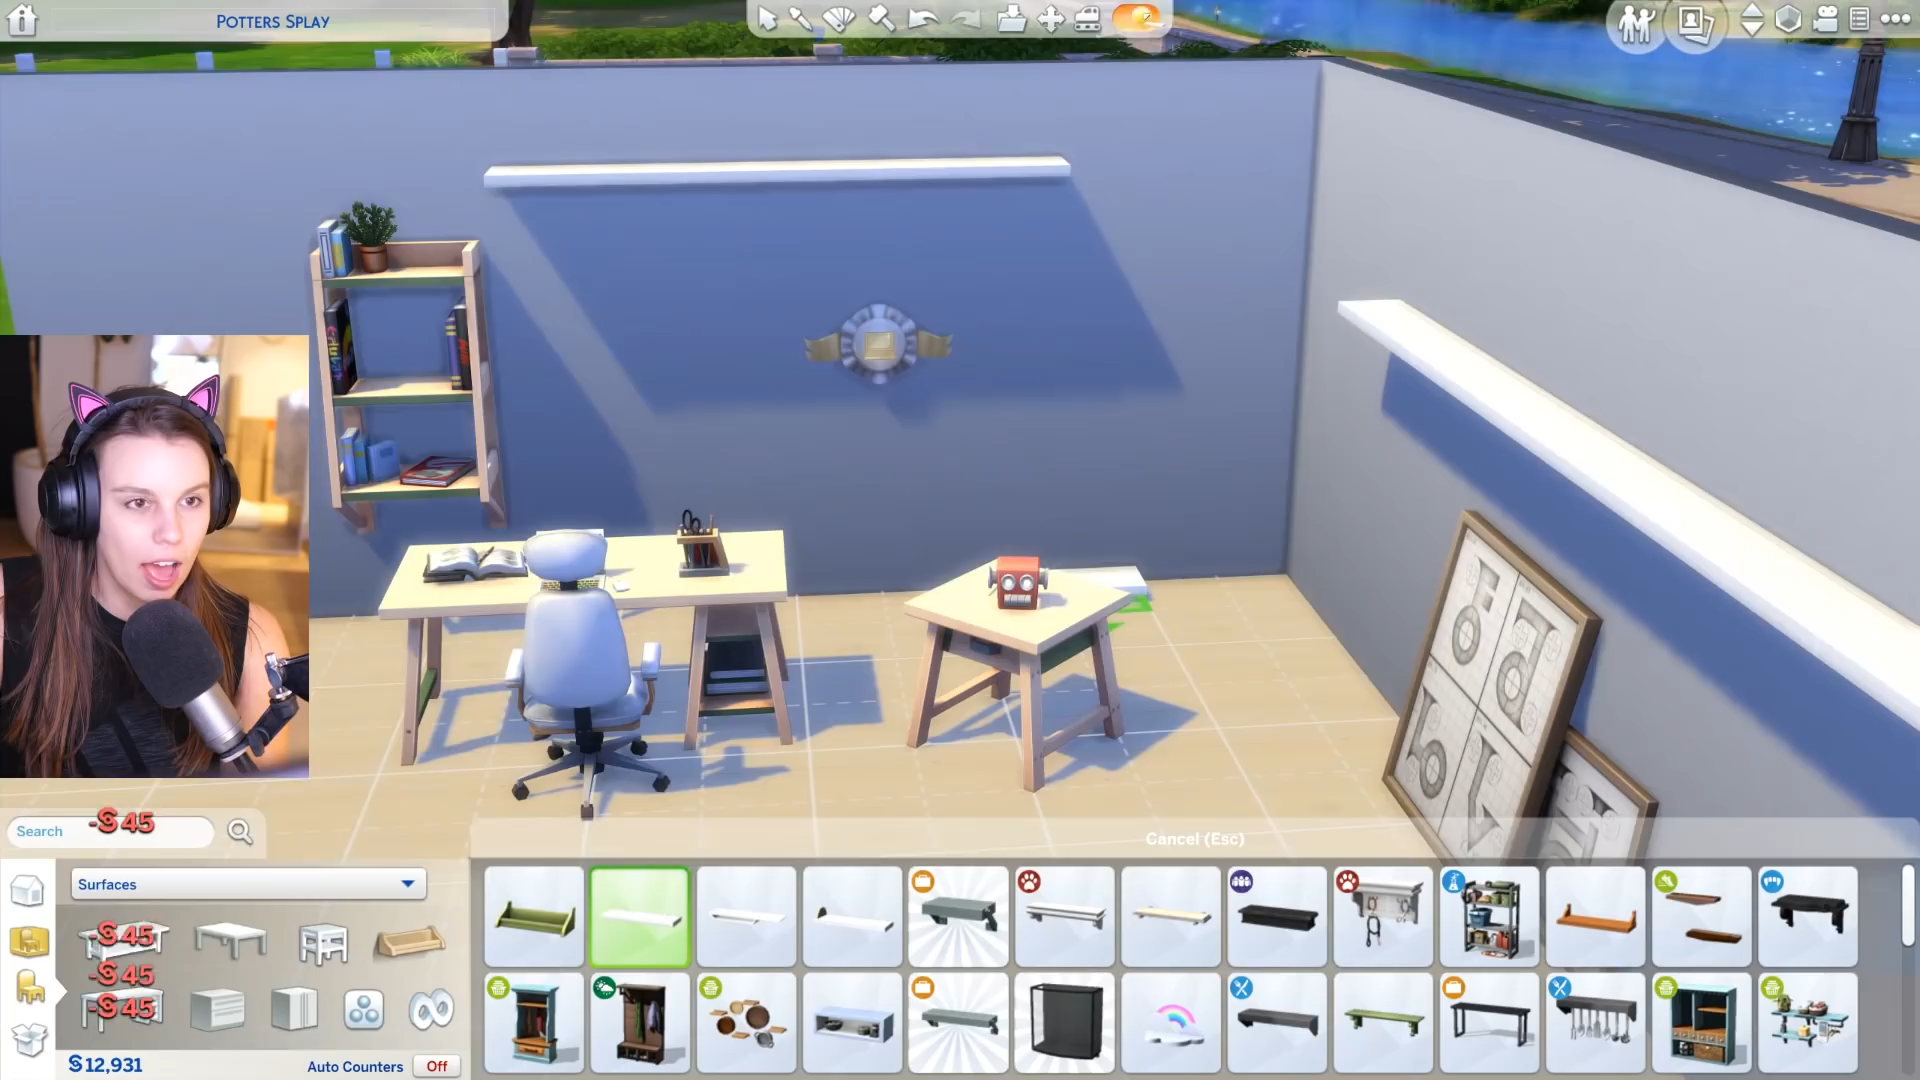 Potters Splay
Cancel (Esc)
Search
-§45
Surfaces
-§45
-§45
-§45
§12,931
Auto Counters
Off